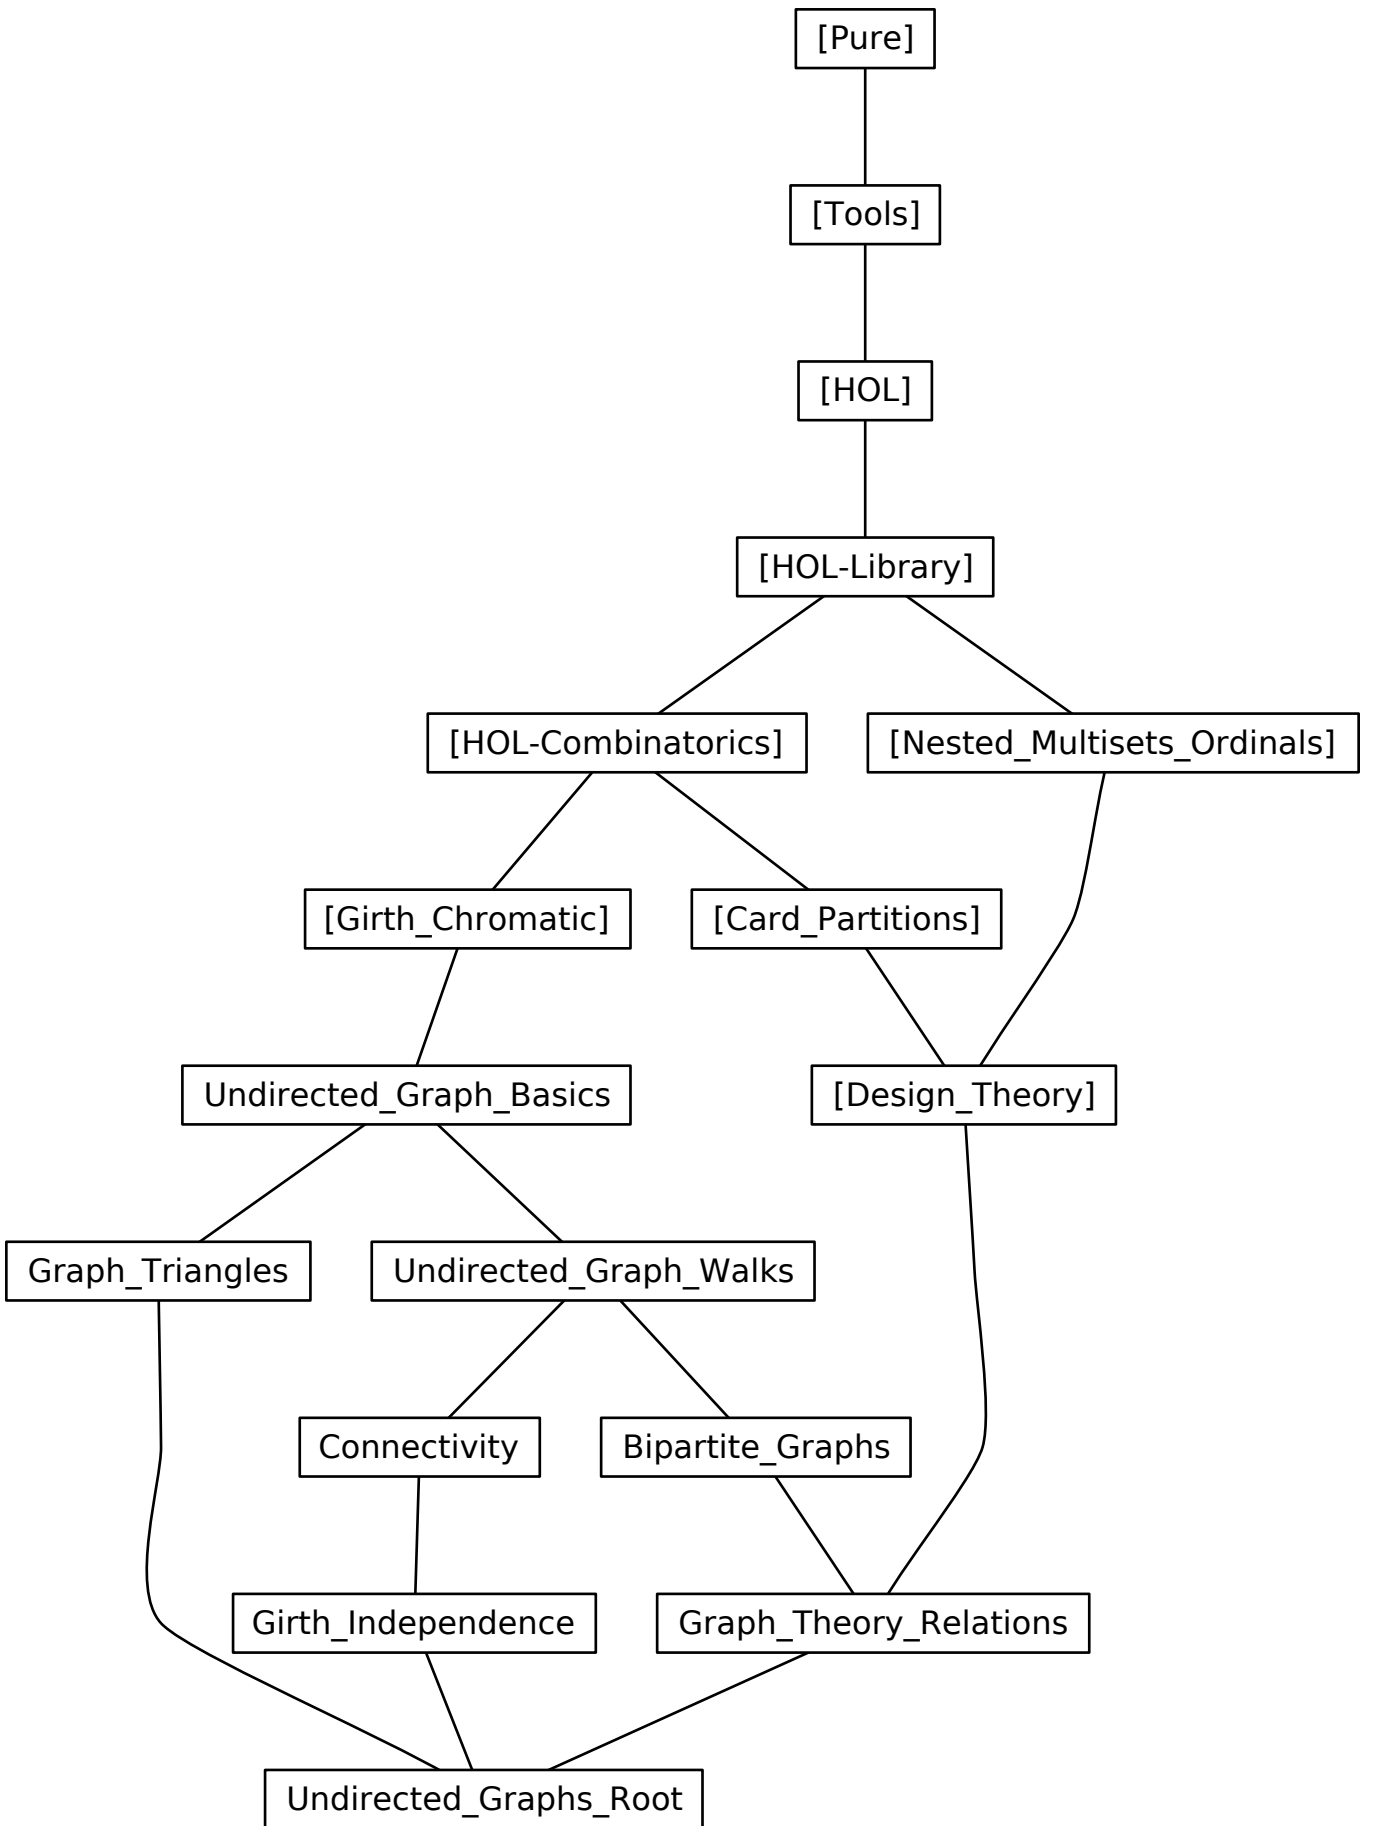 [Pure]
[Tools]
[HOL]
[HOL-Library]
[HOL-Combinatorics]
[Nested_Multisets_Ordinals]
[Girth_Chromatic]
[Card_Partitions]
Undirected_Graph_Basics
[Design_Theory]
Graph_Triangles
Undirected_Graph_Walks
Connectivity
Bipartite_Graphs
Girth_Independence
Graph_Theory_Relations
Undirected_Graphs_Root